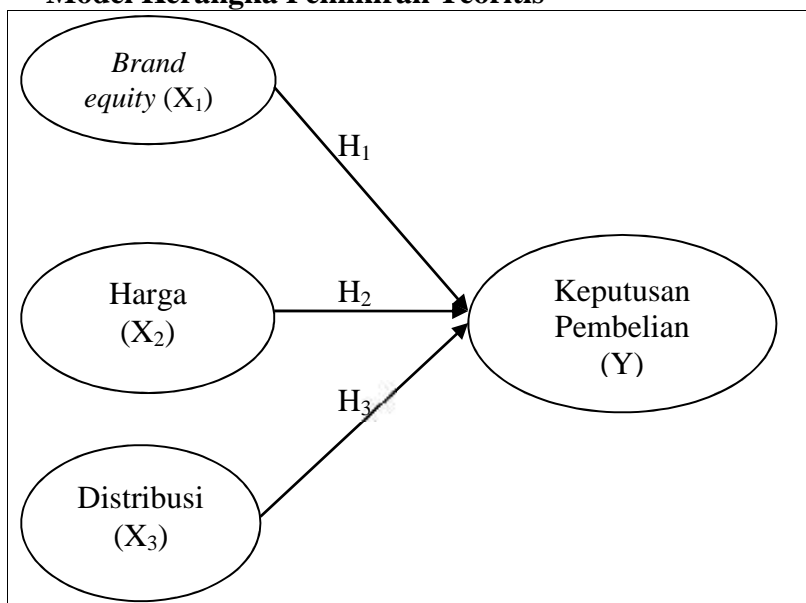 Model Kerangka Pemikiran Teoritis
Brand
equity (X₁)
H₁
Harga
(X₂)
H₂
Keputusan
Pembelian
(Y)
H₃
Distribusi
(X₃)